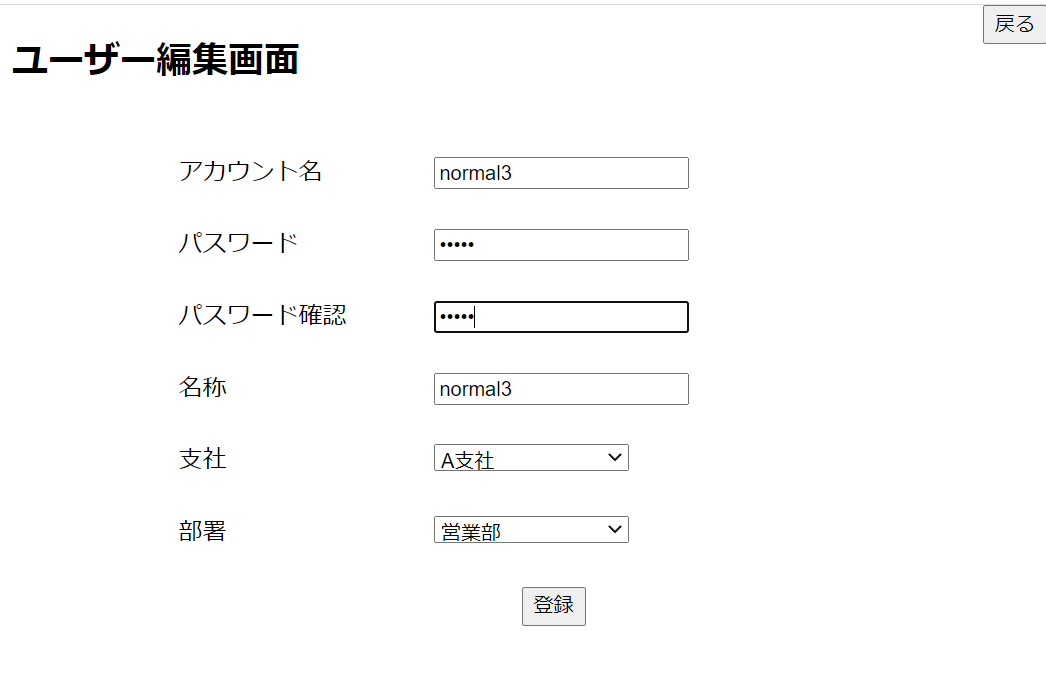 戻る
ユーザー編集画面
アカウント名 normal3
パスワード •••••
パスワード確認 •••••
名称 normal3
支社 A支社
部署 営業部
登録